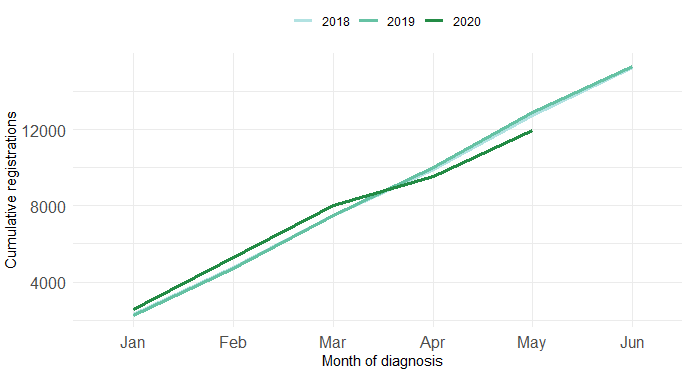 2018 2019 2020
Cumulative registrations
12000
8000
4000
Jan Feb Mar Apr May Jun
Month of diagnosis